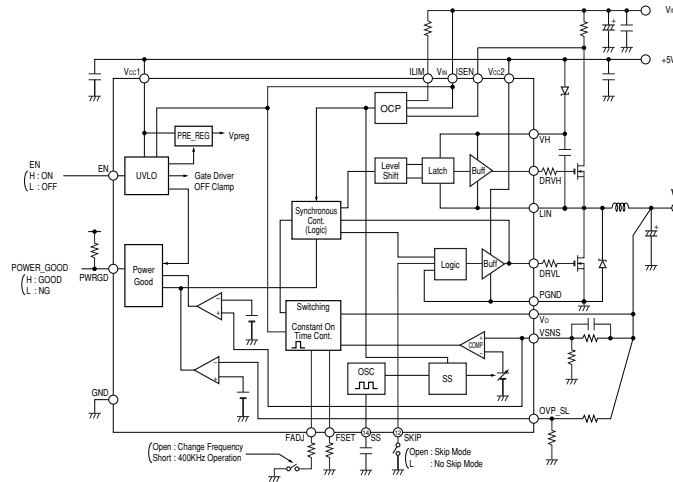 VIN
+5V
VCC1
ILIM
VIN
ISEN
VCC2
OCP
PRE_REG
Vpreg
VH
EN
H : ON
L : OFF
EN
UVLO
Gate Driver
OFF Clamp
Level
Shift
Latch
Buff
DRVH
LIN
Synchronous
Cont.
(Logic)
Logic
Buff
DRVL
POWER_GOOD
H : GOOD
L : NG
PWRGD
Power
Good
PGND
Switching
Constant On
Time Cont.
VO
VSNS
COMP
OSC
SS
GND
OVP_SL
FADJ
FSET
14
SS
12
SKIP
Open : Change Frequency
Short : 400KHz Operation
Open : Skip Mode
L : No Skip Mode